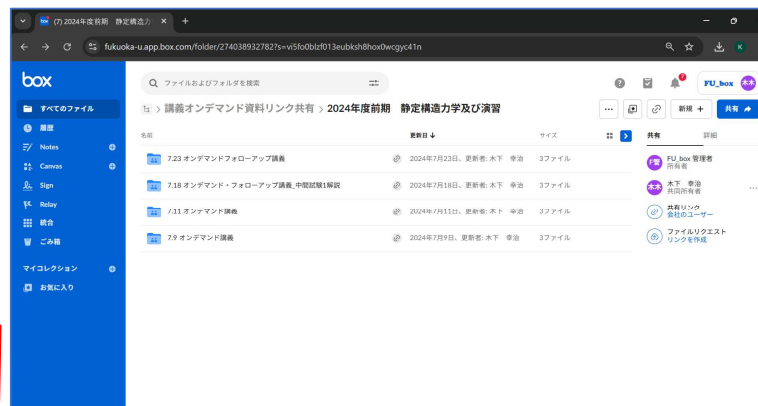 (7) 2024年度前期　静定構造力
fukuoka-u.app.box.com/folder/274038932782?s=vi5fo0blzf013eubksh8hox0wcgyc41n
K
box
ファイルおよびフォルダを検索
FU_box 木木
すべてのファイル
履歴
Notes
Canvas
Sign
Relay
統合
ごみ箱
マイコレクション
お気に入り
講義オンデマンド資料リンク共有 > 2024年度前期　静定構造力学及び演習
新規 +
共有
名前 更新日 ↓ サイズ
7.23 オンデマンドフォローアップ講義 2024年7月23日、更新者: 木下　幸治 3ファイル
7.18 オンデマンド・フォローアップ講義_中間試験1解説 2024年7月18日、更新者: 木下　幸治 3ファイル
7.11 オンデマンド講義 2024年7月11日、更新者: 木下　幸治 3ファイル
7.9 オンデマンド講義 2024年7月9日、更新者: 木下　幸治 3ファイル
共有 詳細
F管 FU_box 管理者
所有者
木木 木下　幸治
共同所有者
共有リンク
会社のユーザー
ファイルリクエスト
リンクを作成